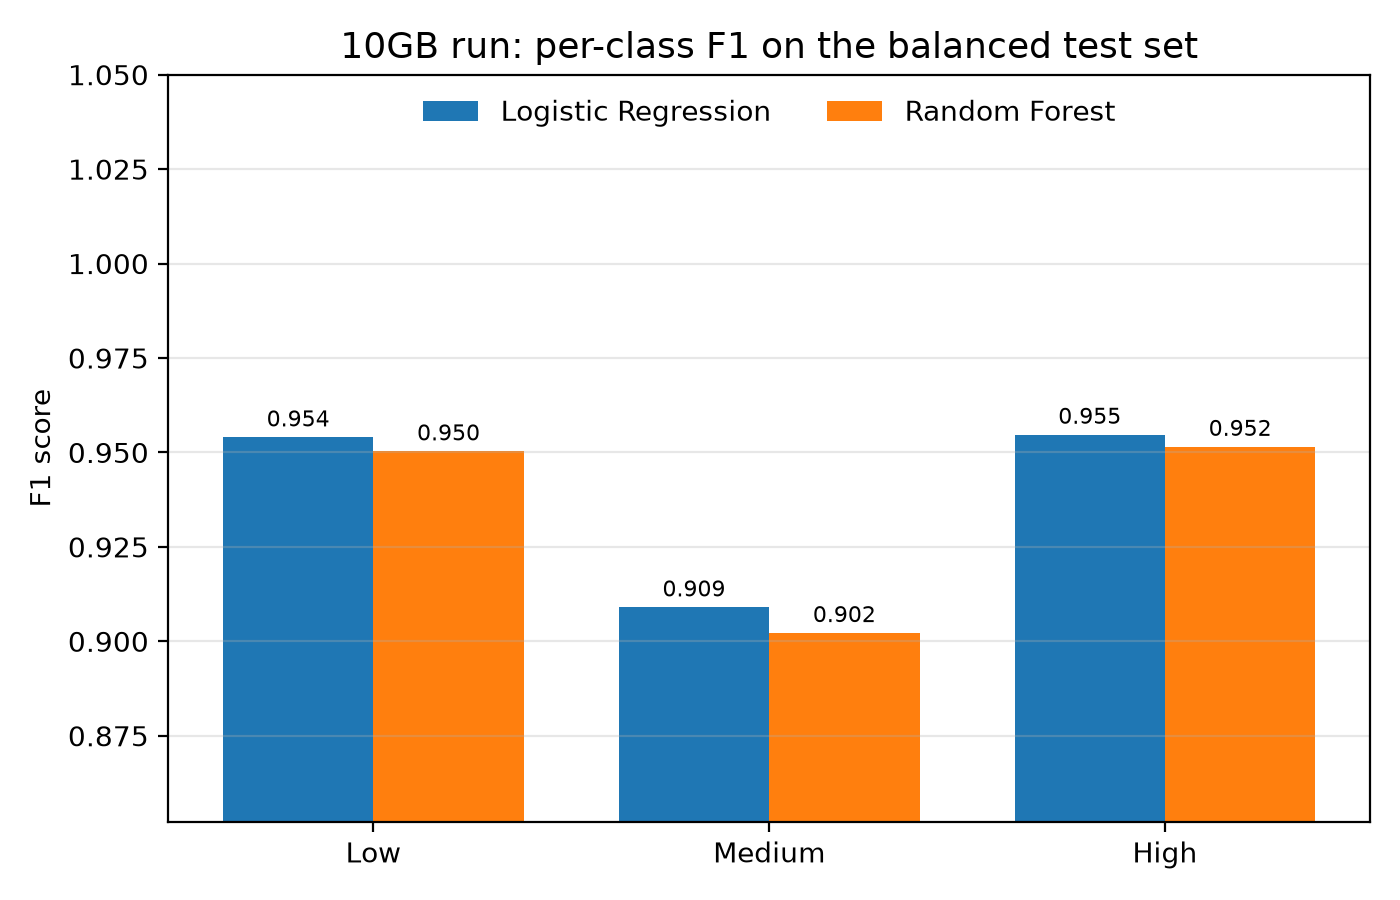 10GB run: per-class F1 on the balanced test set
Logistic Regression
Random Forest
1.050
1.025
1.000
0.975
0.950
0.925
0.900
0.875
F1 score
0.954
0.950
0.909
0.902
0.955
0.952
Low
Medium
High